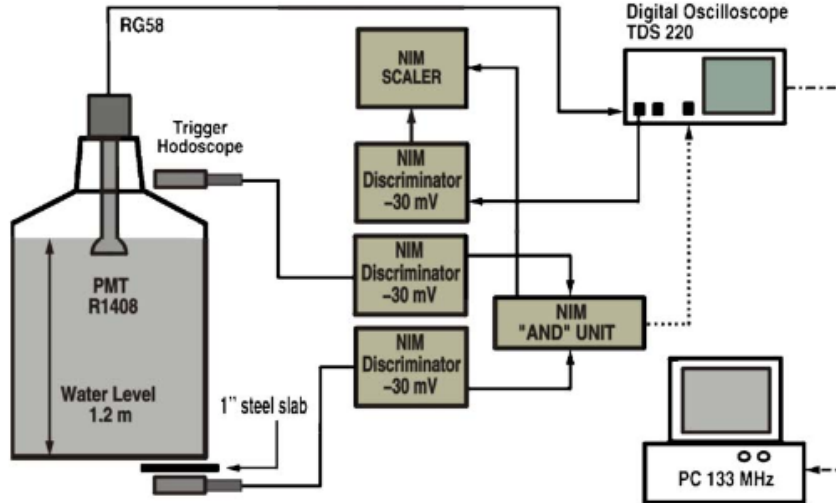 RG58
Digital Oscilloscope
TDS 220
NIM
SCALER
Trigger
Hodoscope
NIM
Discriminator
–30 mV
NIM
Discriminator
–30 mV
PMT
R1408
NIM
"AND" UNIT
NIM
Discriminator
–30 mV
Water Level
1.2 m
1" steel slab
PC 133 MHz